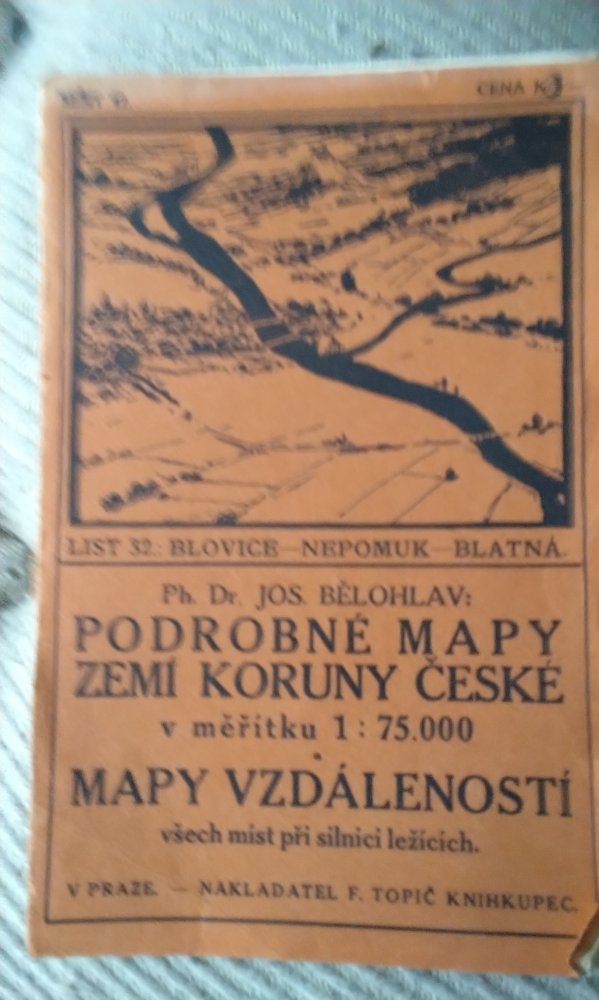 CENA K
LIST 32.: BLOVICE—NEPOMUK—BLATNÁ.
Ph. Dr. JOS. BĚLOHLAV:
PODROBNÉ MAPY
ZEMÍ KORUNY ČESKÉ
v měřítku 1 : 75.000
MAPY VZDÁLENOSTÍ
všech míst při silnici ležících.
V PRAZE. — NAKLADATEL F. TOPIČ KNIHKUPEC.